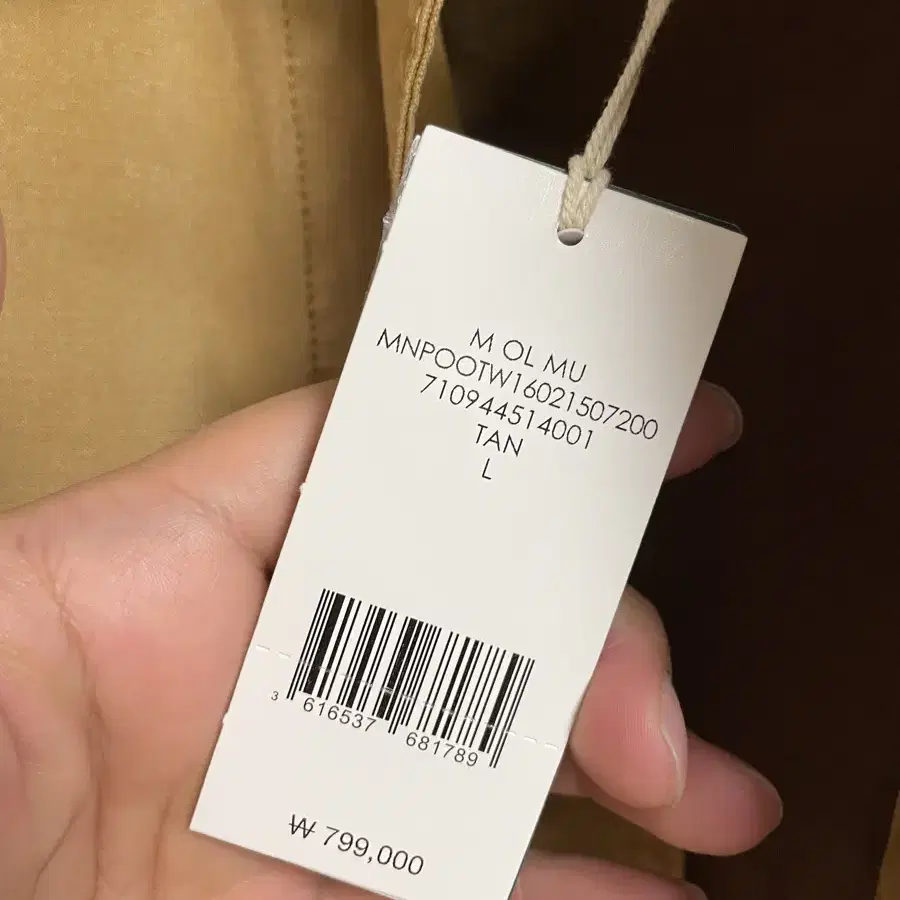 M OL MU
MNPOOTW16021507200
710944514001
TAN
L
3 616537 681789
₩ 799,000